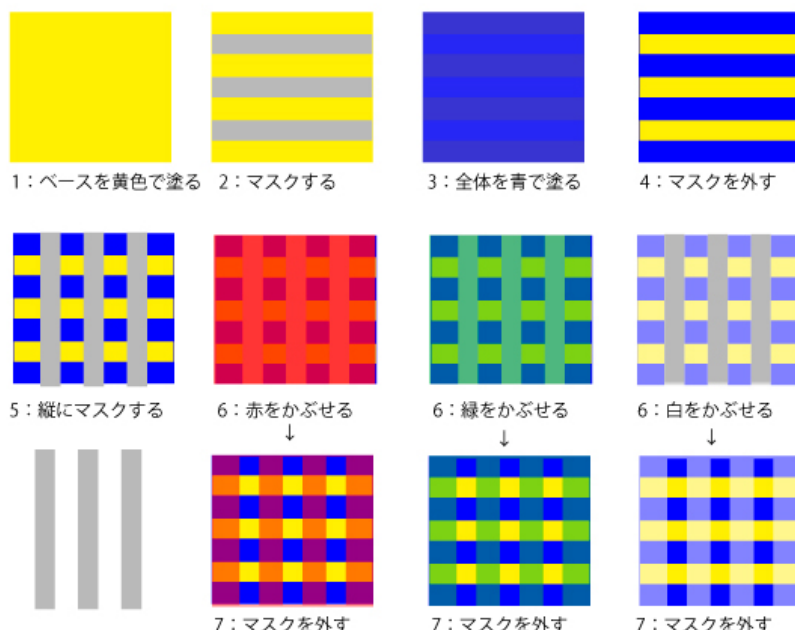 1：ベースを黄色で塗る
2：マスクする
3：全体を青で塗る
4：マスクを外す
5：縦にマスクする
6：赤をかぶせる
↓
6：緑をかぶせる
↓
6：白をかぶせる
↓
7：マスクを外す
7：マスクを外す
7：マスクを外す